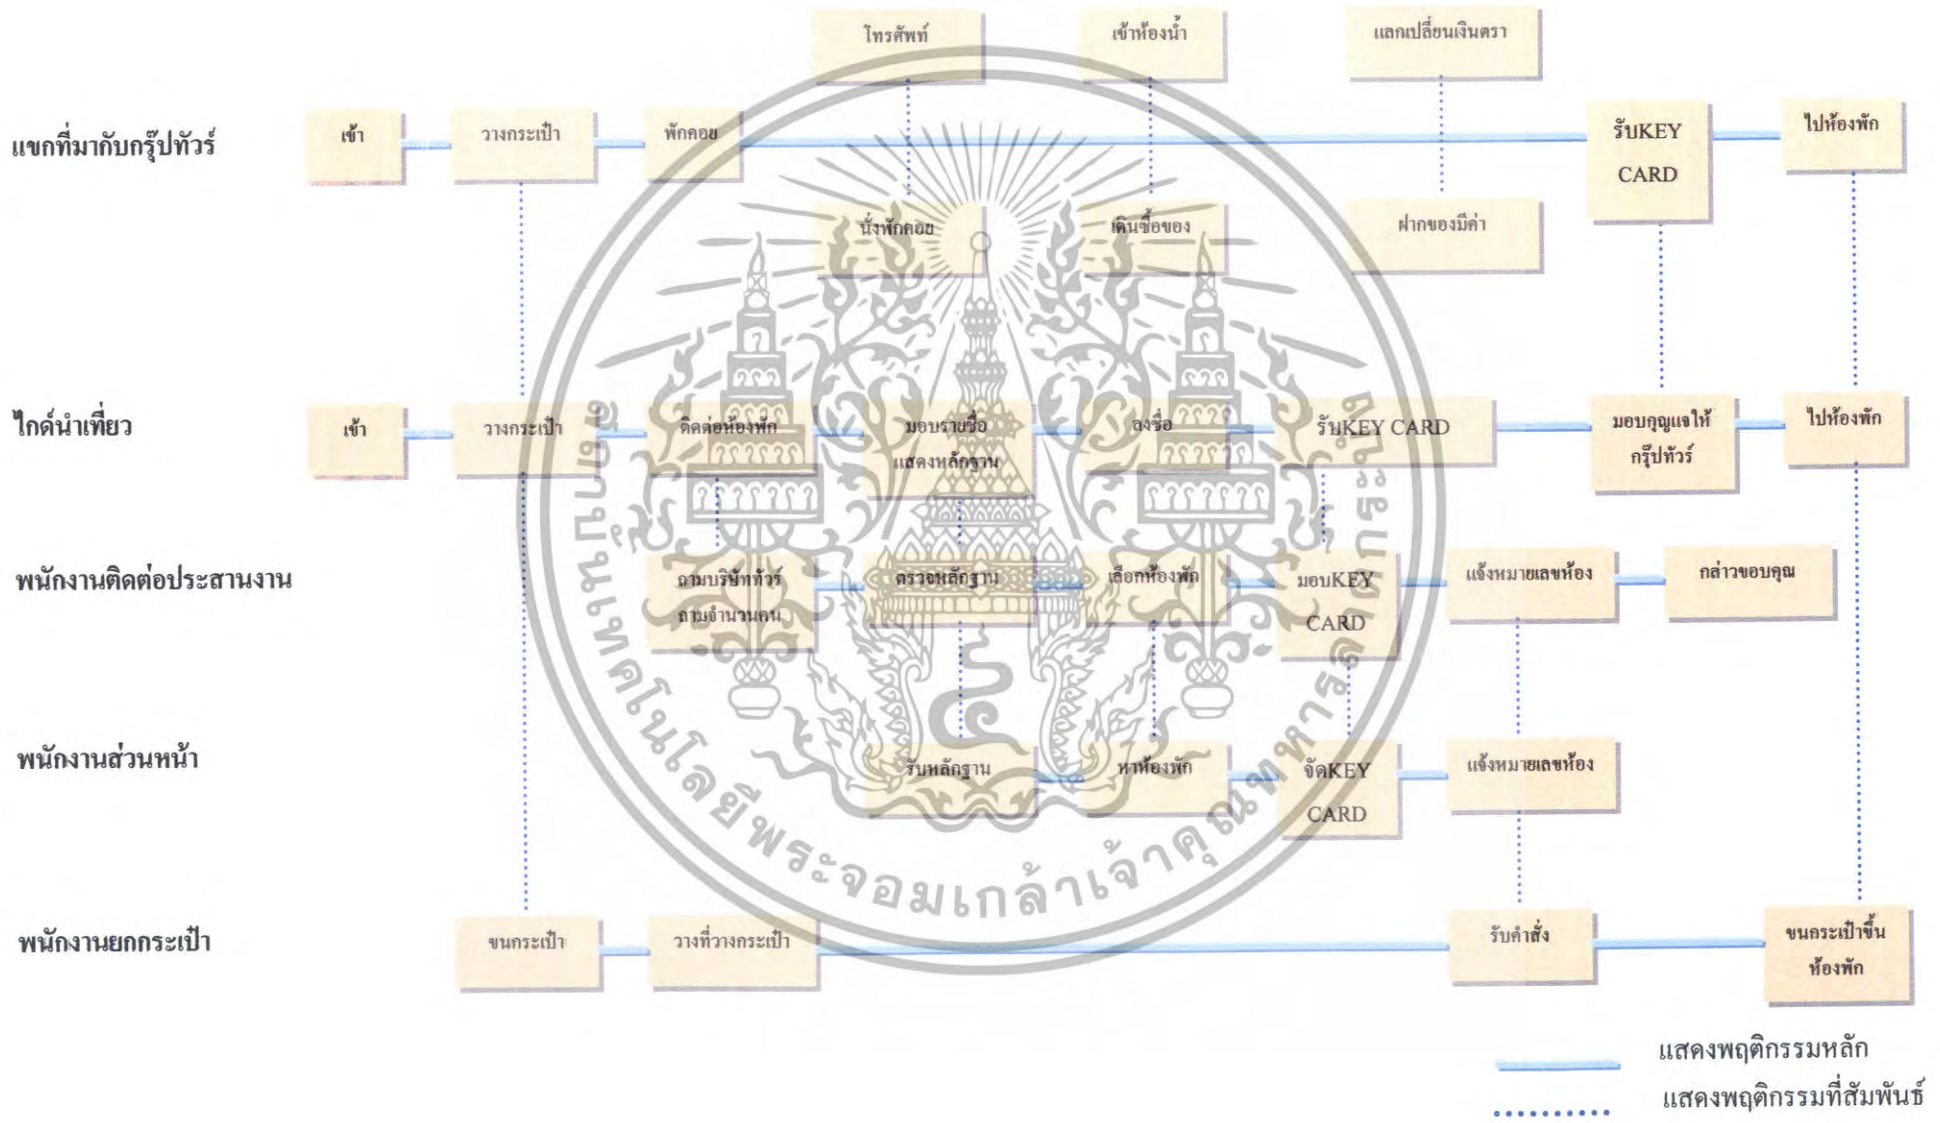 โทรศัพท์
เข้าห้องน้ำ
แลกเปลี่ยนเงินตรา
แขกที่มากับกรุ๊ปทัวร์
เข้า
วางกระเป๋า
พักคอย
รับKEY
CARD
ไปห้องพัก
นั่งพักคอย
เดินซื้อของ
ฝากของมีค่า
ไกด์นำเที่ยว
เข้า
วางกระเป๋า
ติดต่อห้องพัก
มอบรายชื่อ
แสดงหลักฐาน
ลงชื่อ
รับKEY CARD
มอบกุญแจให้
กรุ๊ปทัวร์
ไปห้องพัก
พนักงานติดต่อประสานงาน
ถามบริษัททัวร์
ถามจำนวนคน
ตรวจหลักฐาน
เลือกห้องพัก
มอบKEY
CARD
แจ้งหมายเลขห้อง
กล่าวขอบคุณ
พนักงานส่วนหน้า
รับหลักฐาน
หาห้องพัก
จัดKEY
CARD
แจ้งหมายเลขห้อง
พนักงานยกกระเป๋า
ขนกระเป๋า
วางที่วางกระเป๋า
รับคำสั่ง
ขนกระเป๋าขึ้น
ห้องพัก
แสดงพฤติกรรมหลัก
แสดงพฤติกรรมที่สัมพันธ์
สถาบันเทคโนโลยีพระจอมเกล้าเจ้าคุณทหารลาดกระบัง